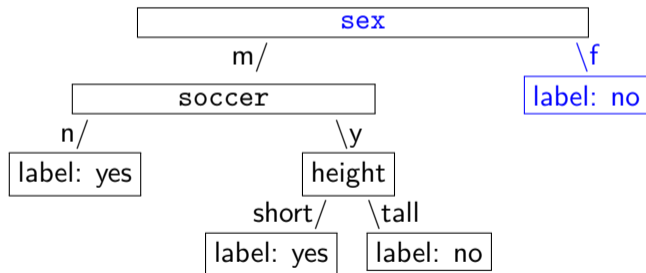 sex
m/ \f
soccer label: no
n/ \y
label: yes height
short/ \tall
label: yes label: no